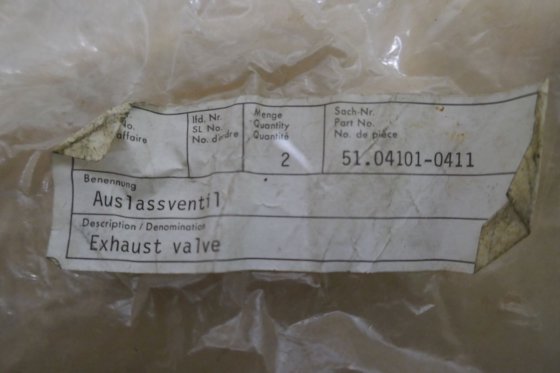 No.
affaire
lfd. Nr.
SL No.
No. d'ordre
Menge
Quantity
Quantité
2
Sach-Nr.
Part No.
No. de pièce
51.04101-0411
Benennung
Auslassventil
Description / Denomination
Exhaust valve